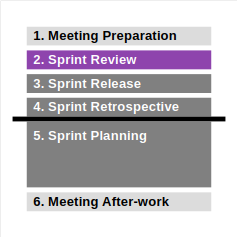 1. Meeting Preparation
2. Sprint Review
3. Sprint Release
4. Sprint Retrospective
5. Sprint Planning
6. Meeting After-work